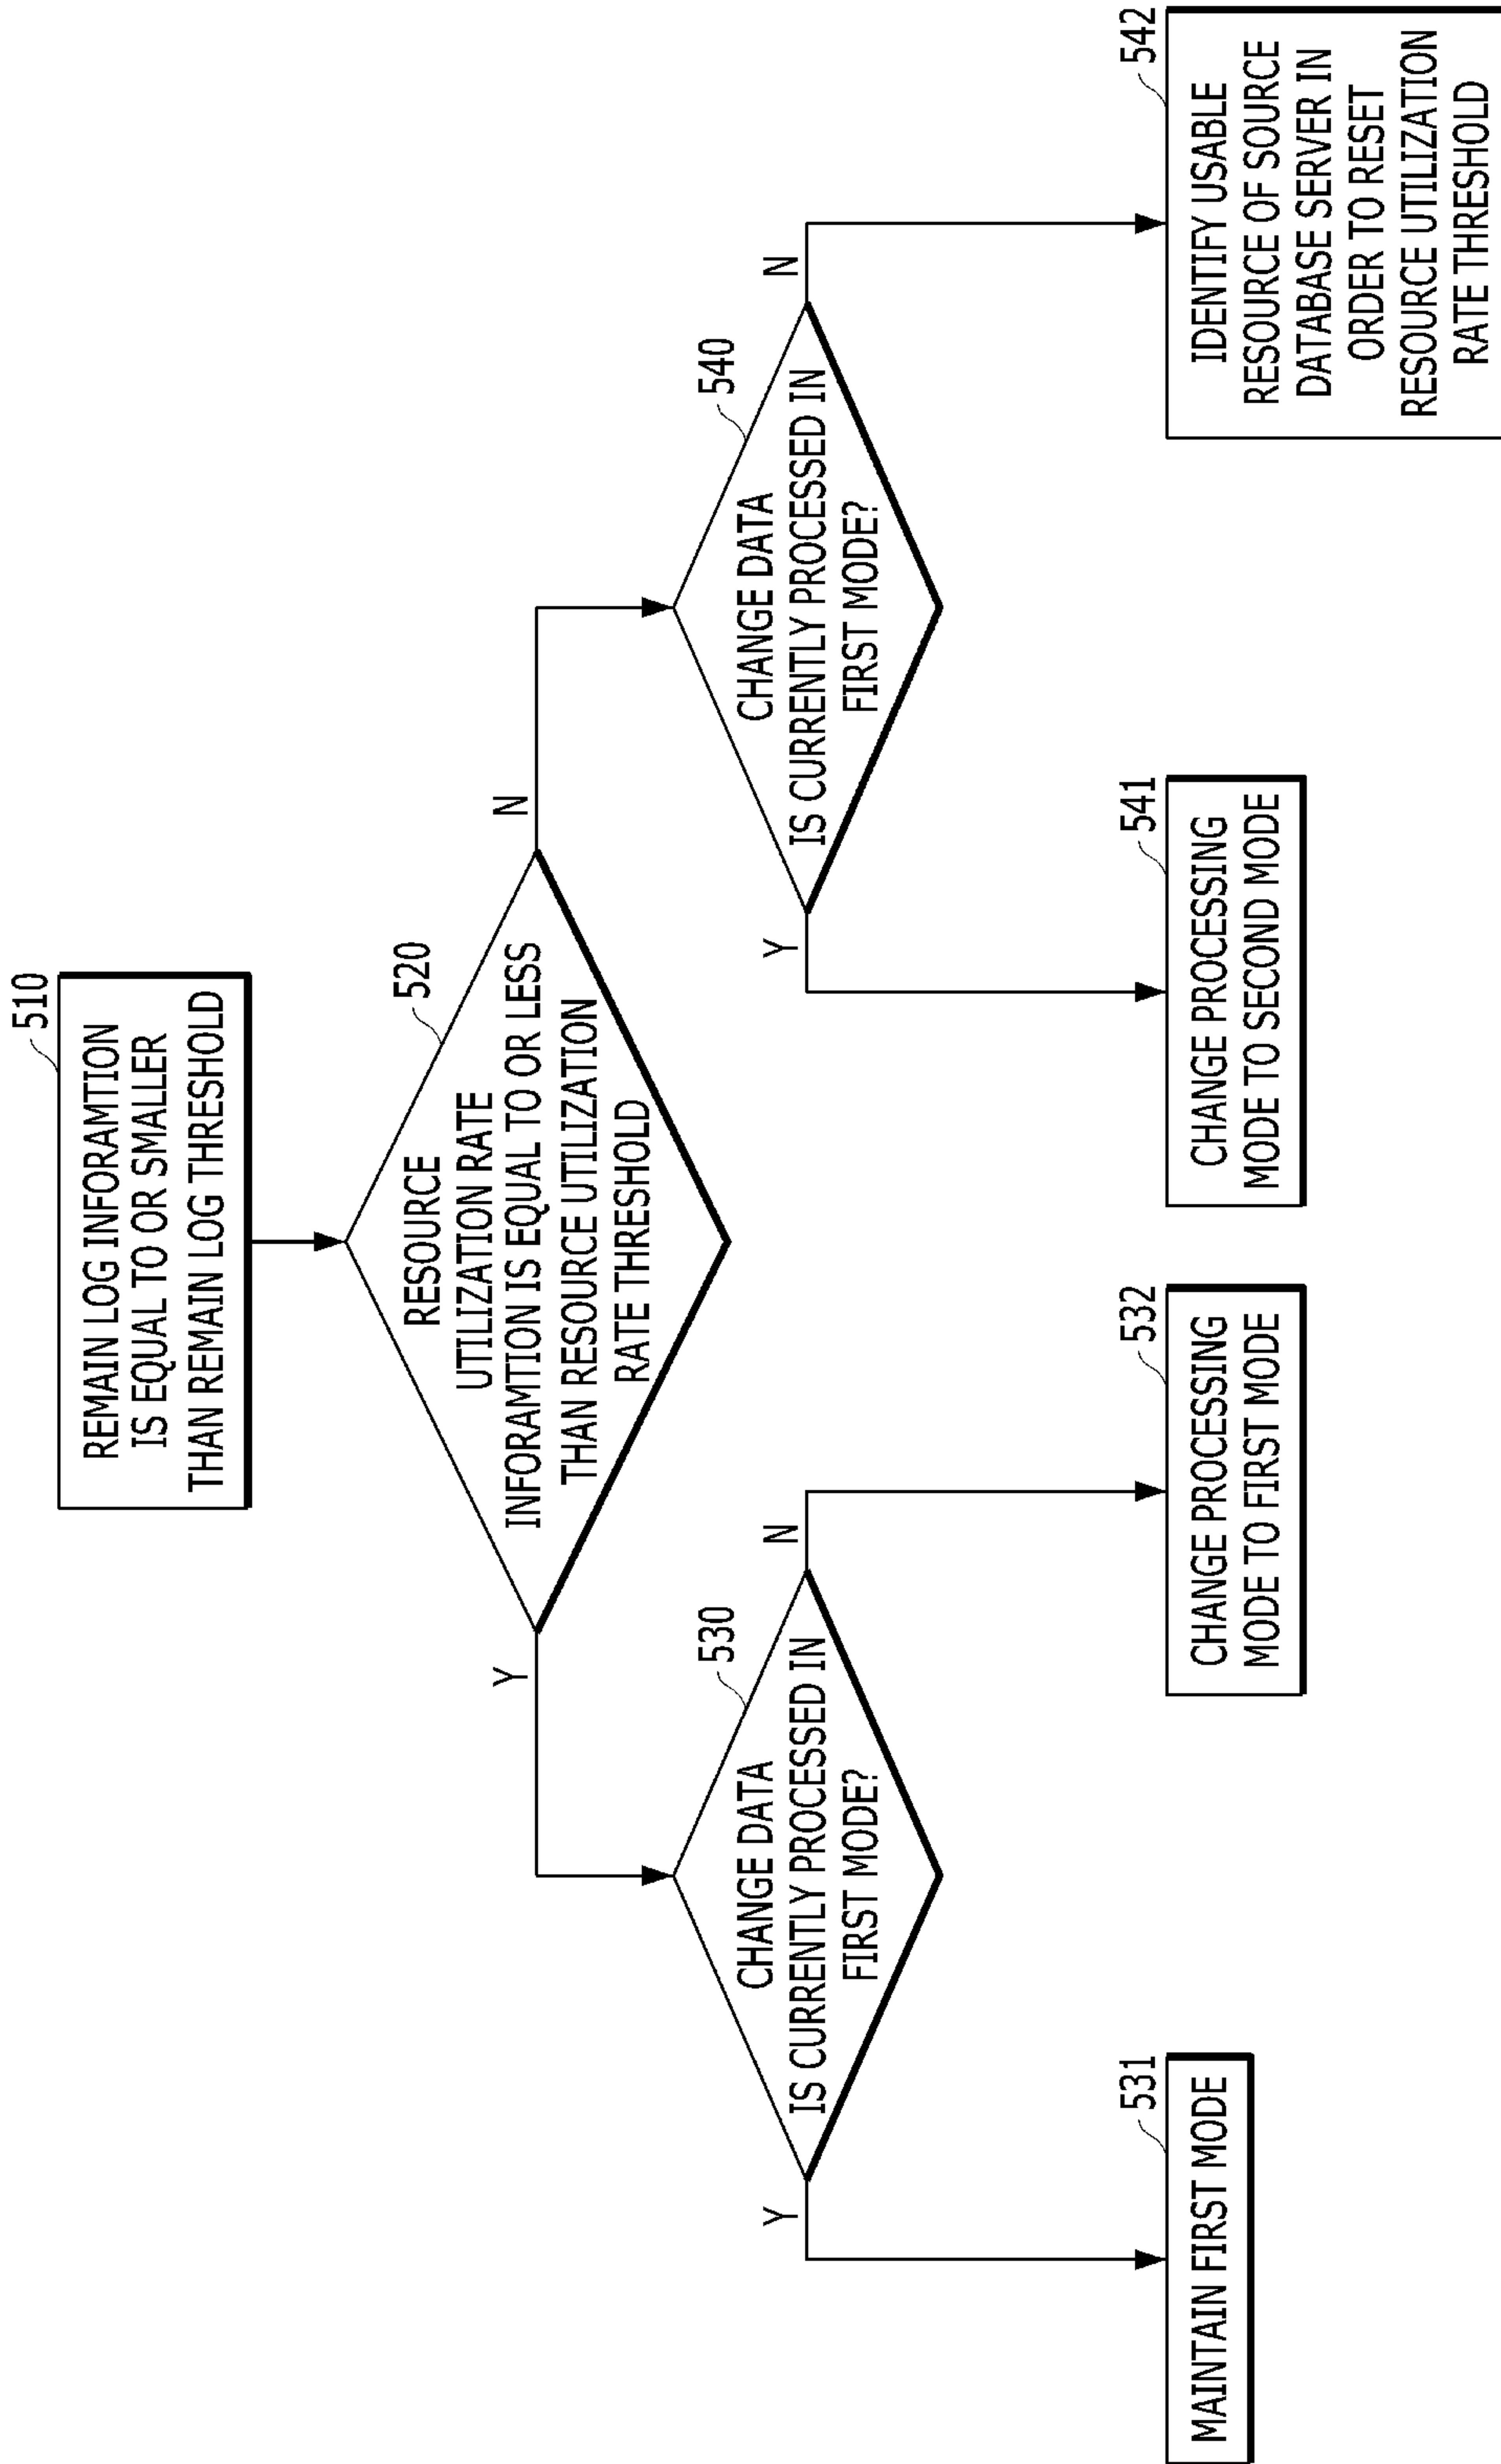 510
REMAIN LOG INFORAMTION
IS EQUAL TO OR SMALLER
THAN REMAIN LOG THRESHOLD
520
RESOURCE
UTILIZATION RATE
INFORAMTION IS EQUAL TO OR LESS
THAN RESOURCE UTILIZATION
RATE THRESHOLD
Y
N
530
CHANGE DATA
IS CURRENTLY PROCESSED IN
FIRST MODE?
Y
N
540
CHANGE DATA
IS CURRENTLY PROCESSED IN
FIRST MODE?
Y
N
531
MAINTAIN FIRST MODE
532
CHANGE PROCESSING
MODE TO FIRST MODE
541
CHANGE PROCESSING
MODE TO SECOND MODE
542
IDENTIFY USABLE
RESOURCE OF SOURCE
DATABASE SERVER IN
ORDER TO RESET
RESOURCE UTILIZATION
RATE THRESHOLD